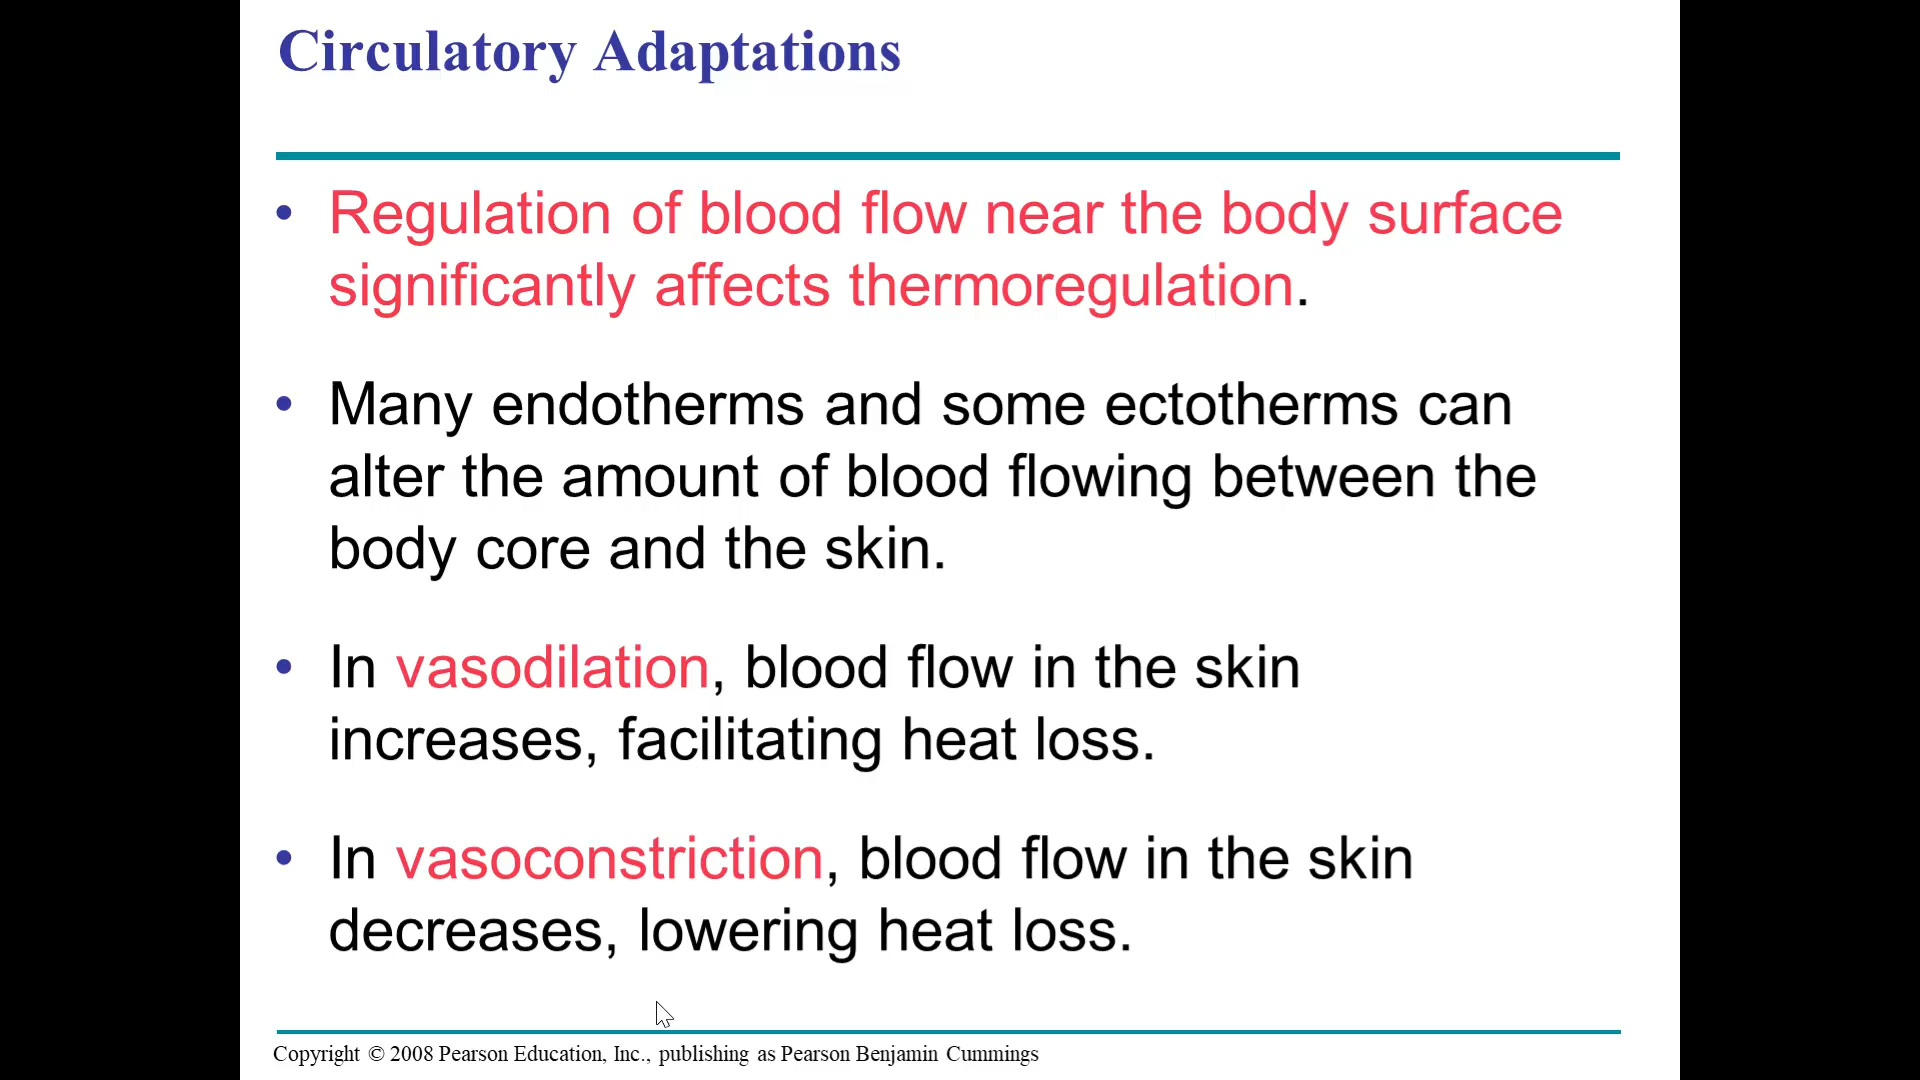 Circulatory Adaptations
• Regulation of blood flow near the body surface
significantly affects thermoregulation.
• Many endotherms and some ectotherms can
alter the amount of blood flowing between the
body core and the skin.
• In vasodilation, blood flow in the skin
increases, facilitating heat loss.
• In vasoconstriction, blood flow in the skin
decreases, lowering heat loss.
Copyright © 2008 Pearson Education, Inc., publishing as Pearson Benjamin Cummings